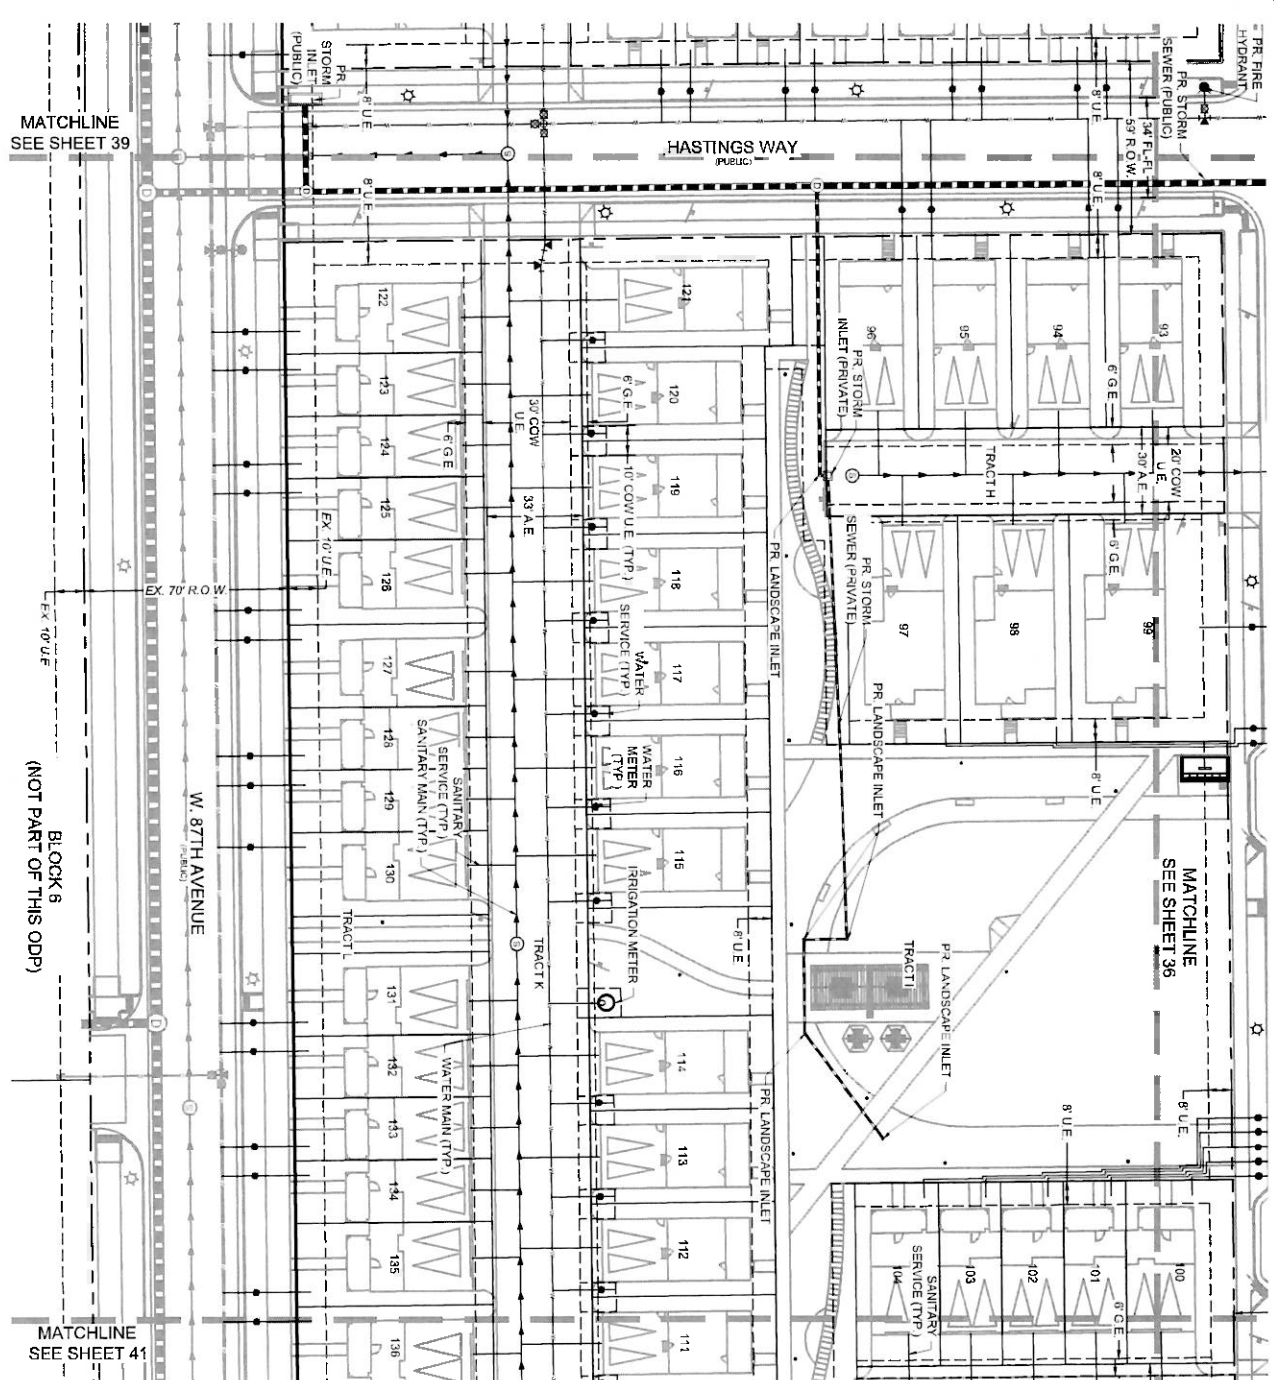 PR. FIRE
HYDRANT
PR. STORM
SEWER (PUBLIC)
PR.
STORM
INLET
(PUBLIC)
8' U.E.
8' U.E.
34' FL-FL
59' R.O.W.
MATCHLINE
SEE SHEET 39
HASTINGS WAY
(PUBLIC)
D
D
D
S
8' U.E.
8' U.E.
122
121
96
95
94
93
PR. STORM
INLET (PRIVATE)
6' G.E.
123
120
6' G.E.
30' COW
U.E.
6' G.E.
124
119
10' COW U.E. (TYP.)
TRACT H
20' COW
U.E.
30' A.E.
S
33' A.E.
125
EX. 10' U.E.
PR. STORM
SEWER (PRIVATE)
PR. LANDSCAPE INLET
6' G.E.
EX. 70' R.O.W.
EX. 10' U.E.
126
118
97
98
99
WATER
SERVICE (TYP.)
127
117
PR. LANDSCAPE INLET
128
SANITARY
SERVICE (TYP.)
SANITARY MAIN (TYP.)
WATER
METER
(TYP.)
116
8' U.E.
BLOCK 6
(NOT PART OF THIS ODP)
W. 87TH AVENUE
(PUBLIC)
129
130
115
IRRIGATION METER
8' U.E.
MATCHLINE
SEE SHEET 36
TRACT L
TRACT K
S
TRACT I
PR. LANDSCAPE INLET
131
D
132
WATER MAIN (TYP.)
114
PR. LANDSCAPE INLET
8' U.E.
8' U.E.
S
133
113
134
112
135
104
103
102
101
100
SANITARY
SERVICE (TYP.)
6' G.E.
MATCHLINE
SEE SHEET 41
136
111